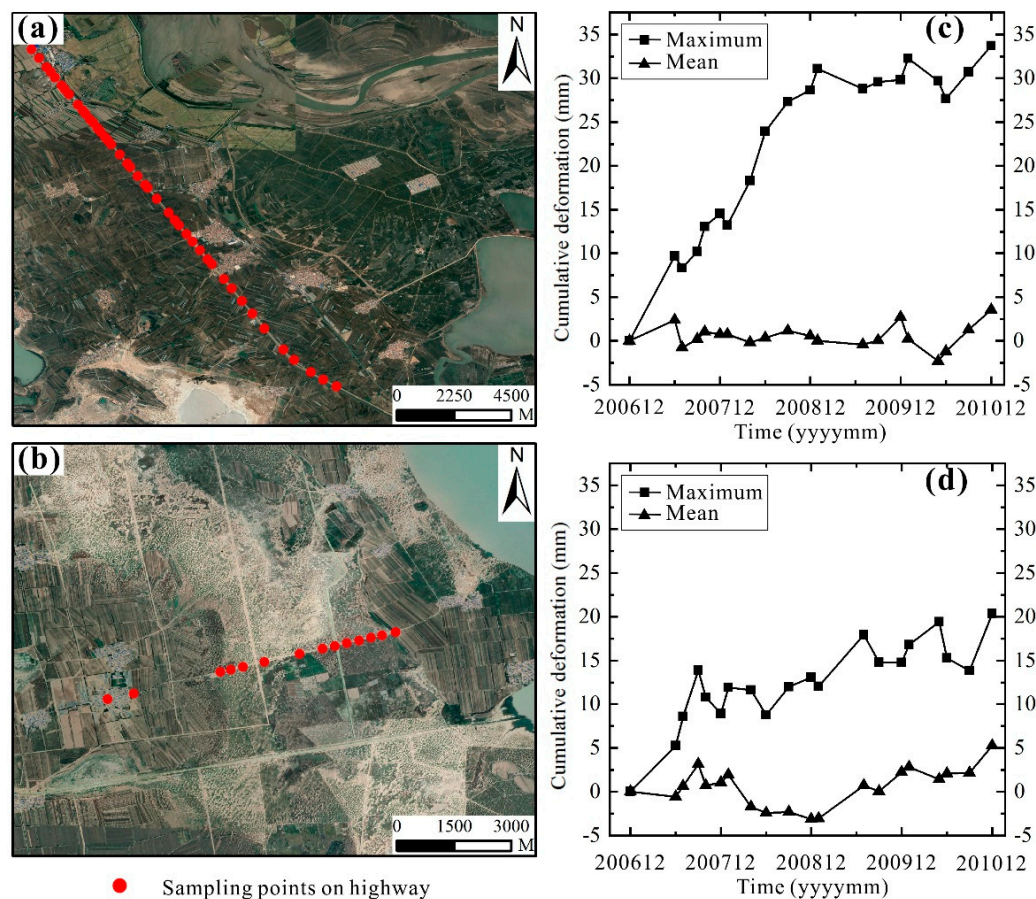 (a)
N
0 2250 4500
M
(b)
N
0 1500 3000
M
Sampling points on highway
(c)
Maximum
Mean
Cumulative deformation (mm)
35
30
25
20
15
10
5
0
-5
35
30
25
20
15
10
5
0
-5
200612 200712 200812 200912 201012
Time (yyyymm)
(d)
Maximum
Mean
Cumulative deformation (mm)
35
30
25
20
15
10
5
0
-5
35
30
25
20
15
10
5
0
-5
200612 200712 200812 200912 201012
Time (yyyymm)